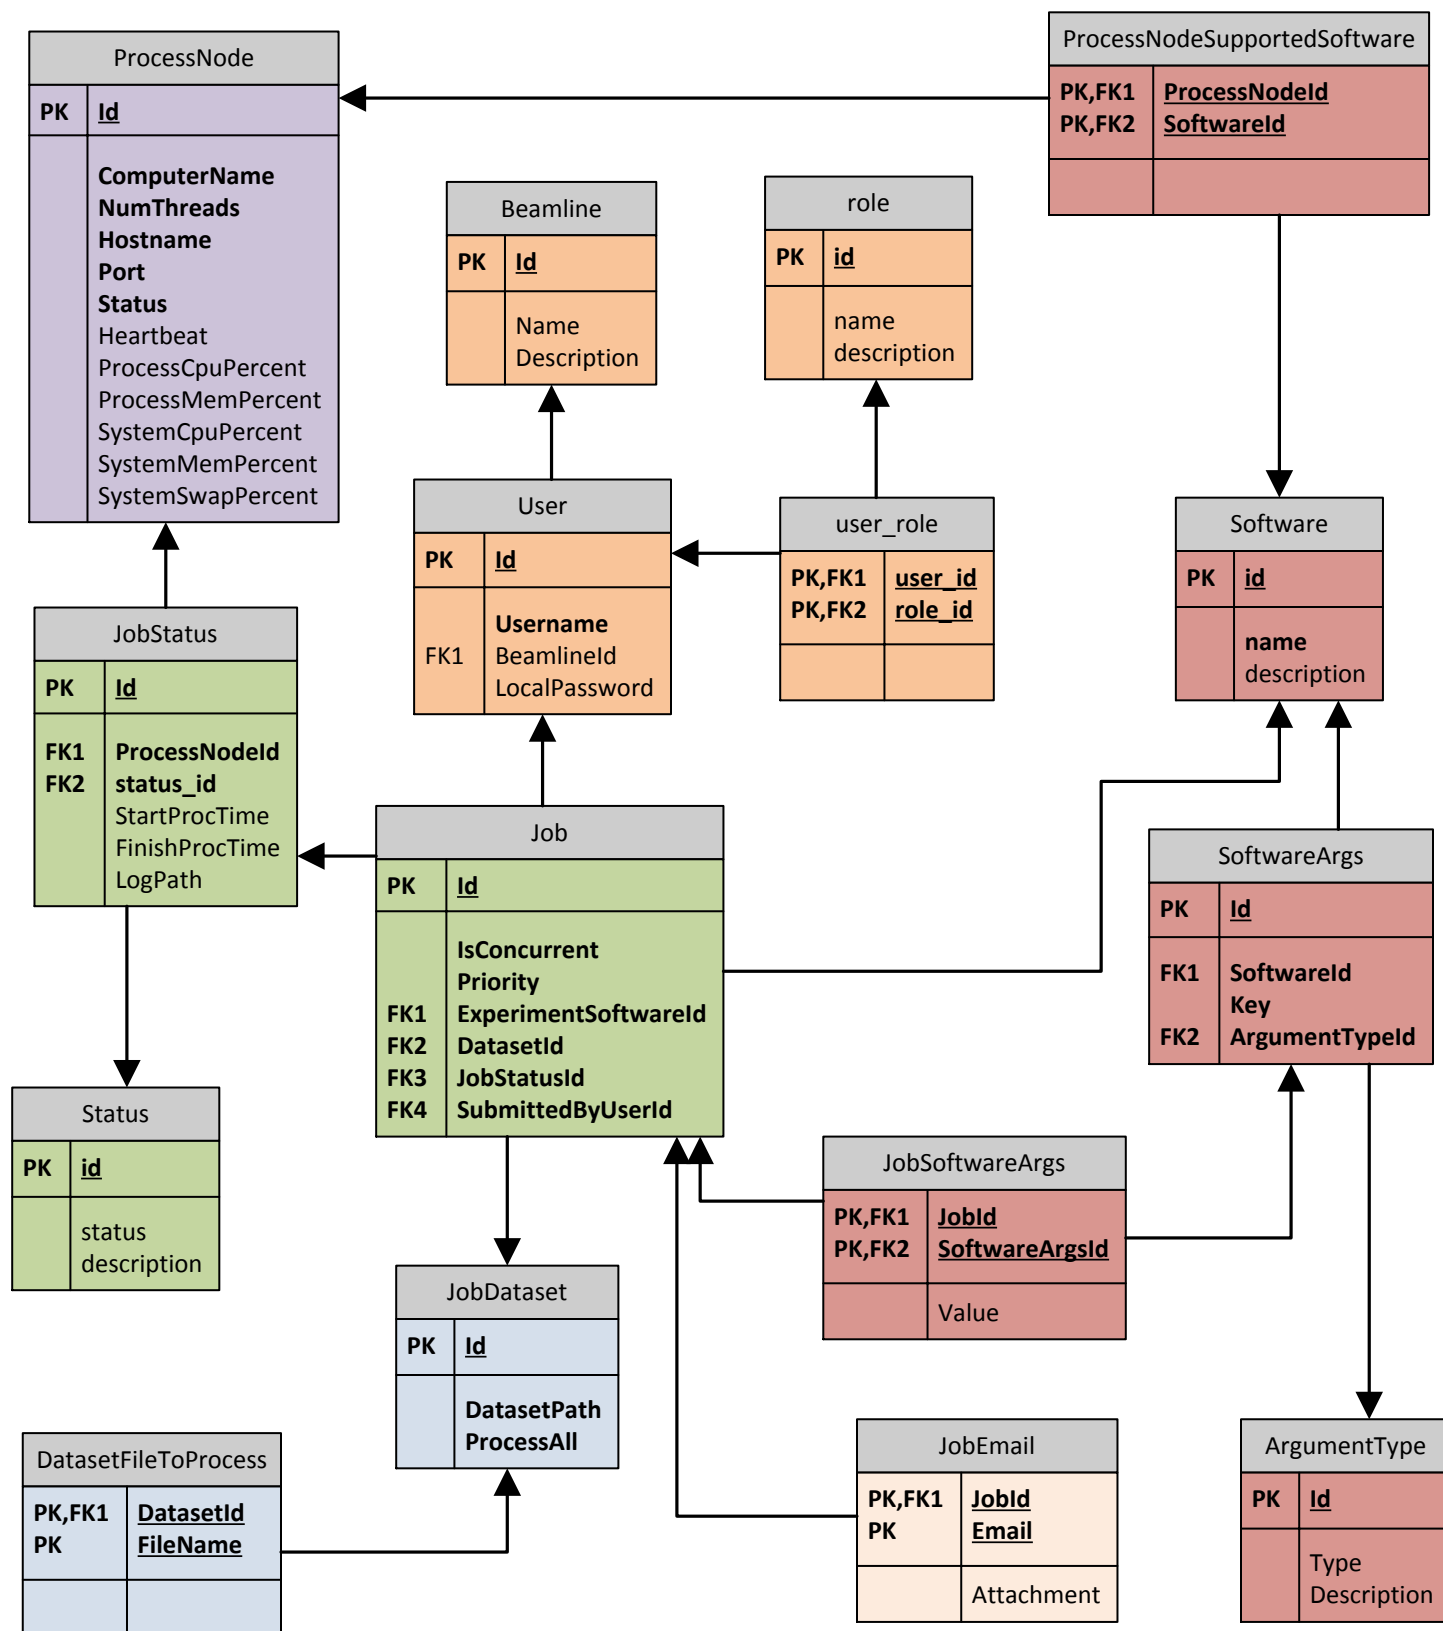 ProcessNode
PK Id
ComputerName
NumThreads
Hostname
Port
Status
Heartbeat
ProcessCpuPercent
ProcessMemPercent
SystemCpuPercent
SystemMemPercent
SystemSwapPercent
ProcessNodeSupportedSoftware
PK,FK1 ProcessNodeId
PK,FK2 SoftwareId
Beamline
PK Id
Name
Description
role
PK id
name
description
User
PK Id
Username
FK1 BeamlineId
LocalPassword
user_role
PK,FK1 user_id
PK,FK2 role_id
Software
PK id
name
description
JobStatus
PK Id
FK1 ProcessNodeId
FK2 status_id
StartProcTime
FinishProcTime
LogPath
Job
PK Id
IsConcurrent
Priority
FK1 ExperimentSoftwareId
FK2 DatasetId
FK3 JobStatusId
FK4 SubmittedByUserId
SoftwareArgs
PK Id
FK1 SoftwareId
Key
FK2 ArgumentTypeId
Status
PK id
status
description
JobSoftwareArgs
PK,FK1 JobId
PK,FK2 SoftwareArgsId
Value
JobDataset
PK Id
DatasetPath
ProcessAll
DatasetFileToProcess
PK,FK1 DatasetId
PK FileName
JobEmail
PK,FK1 JobId
PK Email
Attachment
ArgumentType
PK Id
Type
Description